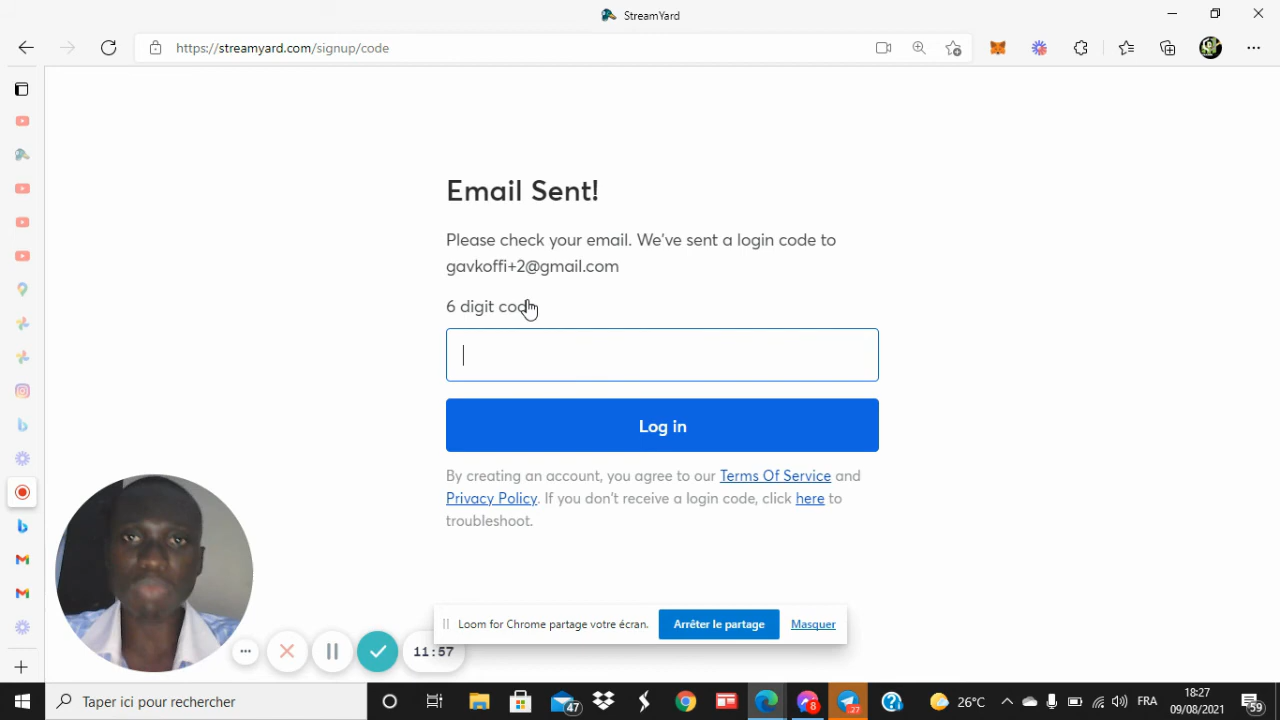 StreamYard
https://streamyard.com/signup/code
Email Sent!
Please check your email. We've sent a login code to
gavkoffi+2@gmail.com
6 digit code
Log in
By creating an account, you agree to our Terms Of Service and
Privacy Policy. If you don't receive a login code, click here to
troubleshoot.
Loom for Chrome partage votre écran. Arrêter le partage Masquer
11:57
Taper ici pour rechercher
47
8
27
26°C
FRA
18:27
09/08/2021
59